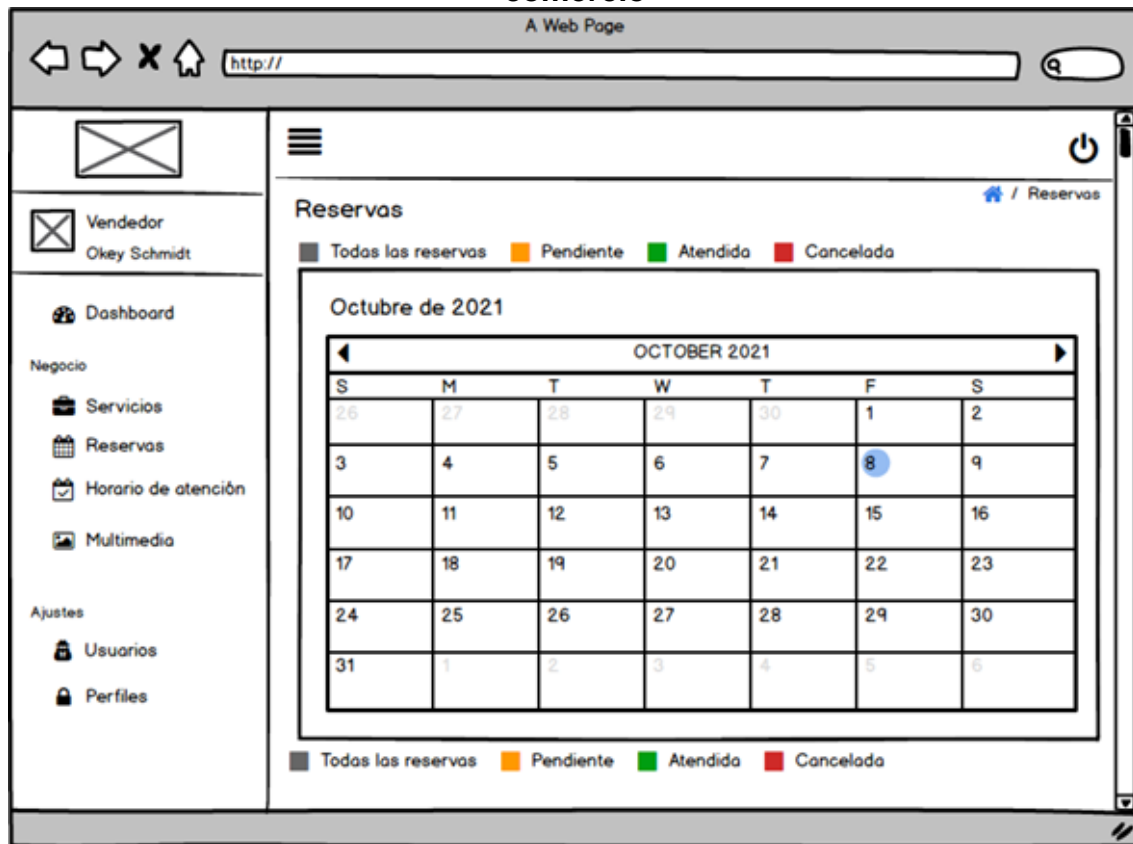 comercio
A Web Page
http://
Vendedor
Okey Schmidt
Dashboard
Negocio
Servicios
Reservas
Horario de atención
Multimedia
Ajustes
Usuarios
Perfiles
/ Reservas
Reservas
Todas las reservas Pendiente Atendida Cancelada
Octubre de 2021
OCTOBER 2021
S M T W T F S
26 27 28 29 30 1 2
3 4 5 6 7 8 9
10 11 12 13 14 15 16
17 18 19 20 21 22 23
24 25 26 27 28 29 30
31 1 2 3 4 5 6
Todas las reservas Pendiente Atendida Cancelada